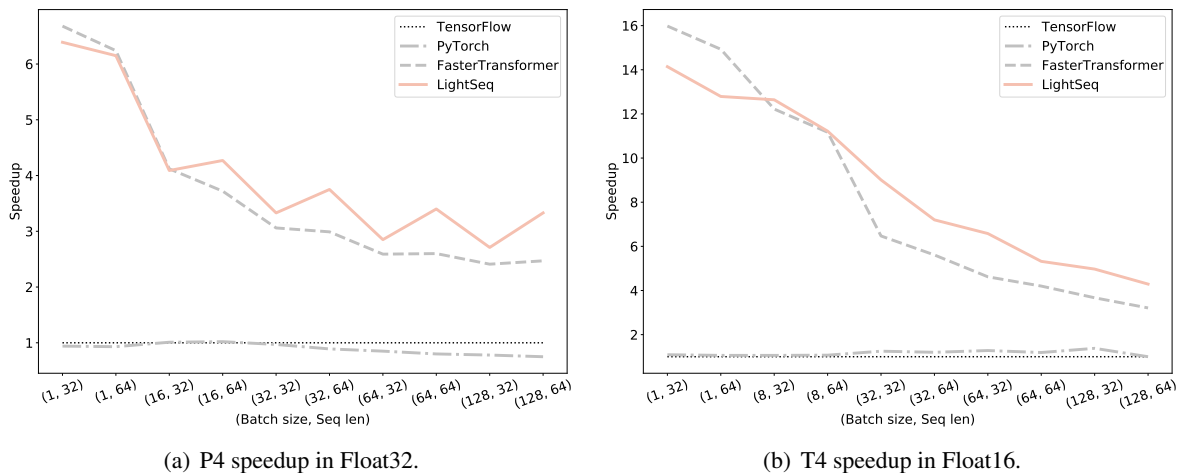 TensorFlow
PyTorch
FasterTransformer
LightSeq
Speedup
6
5
4
3
2
1
(1, 32) (1, 64) (16, 32) (16, 64) (32, 32) (32, 64) (64, 32) (64, 64) (128, 32) (128, 64)
(Batch size, Seq len)
(a) P4 speedup in Float32.
TensorFlow
PyTorch
FasterTransformer
LightSeq
Speedup
16
14
12
10
8
6
4
2
(1, 32) (1, 64) (8, 32) (8, 64) (32, 32) (32, 64) (64, 32) (64, 64) (128, 32) (128, 64)
(Batch size, Seq len)
(b) T4 speedup in Float16.